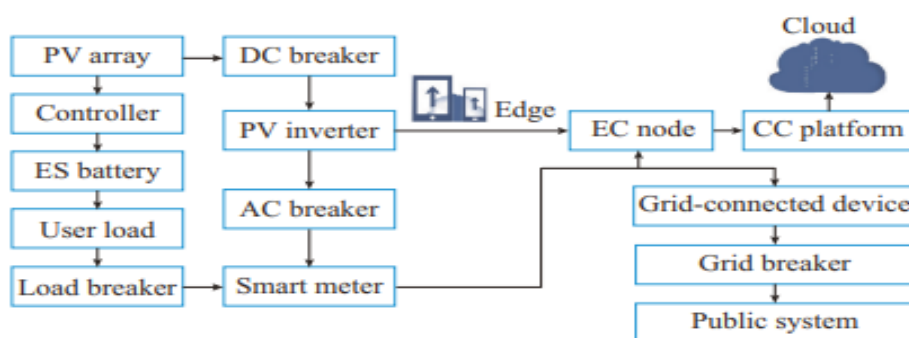 Cloud
PV array
DC breaker
Controller
PV inverter
Edge
EC node
CC platform
ES battery
AC breaker
Grid-connected device
User load
Grid breaker
Load breaker
Smart meter
Public system